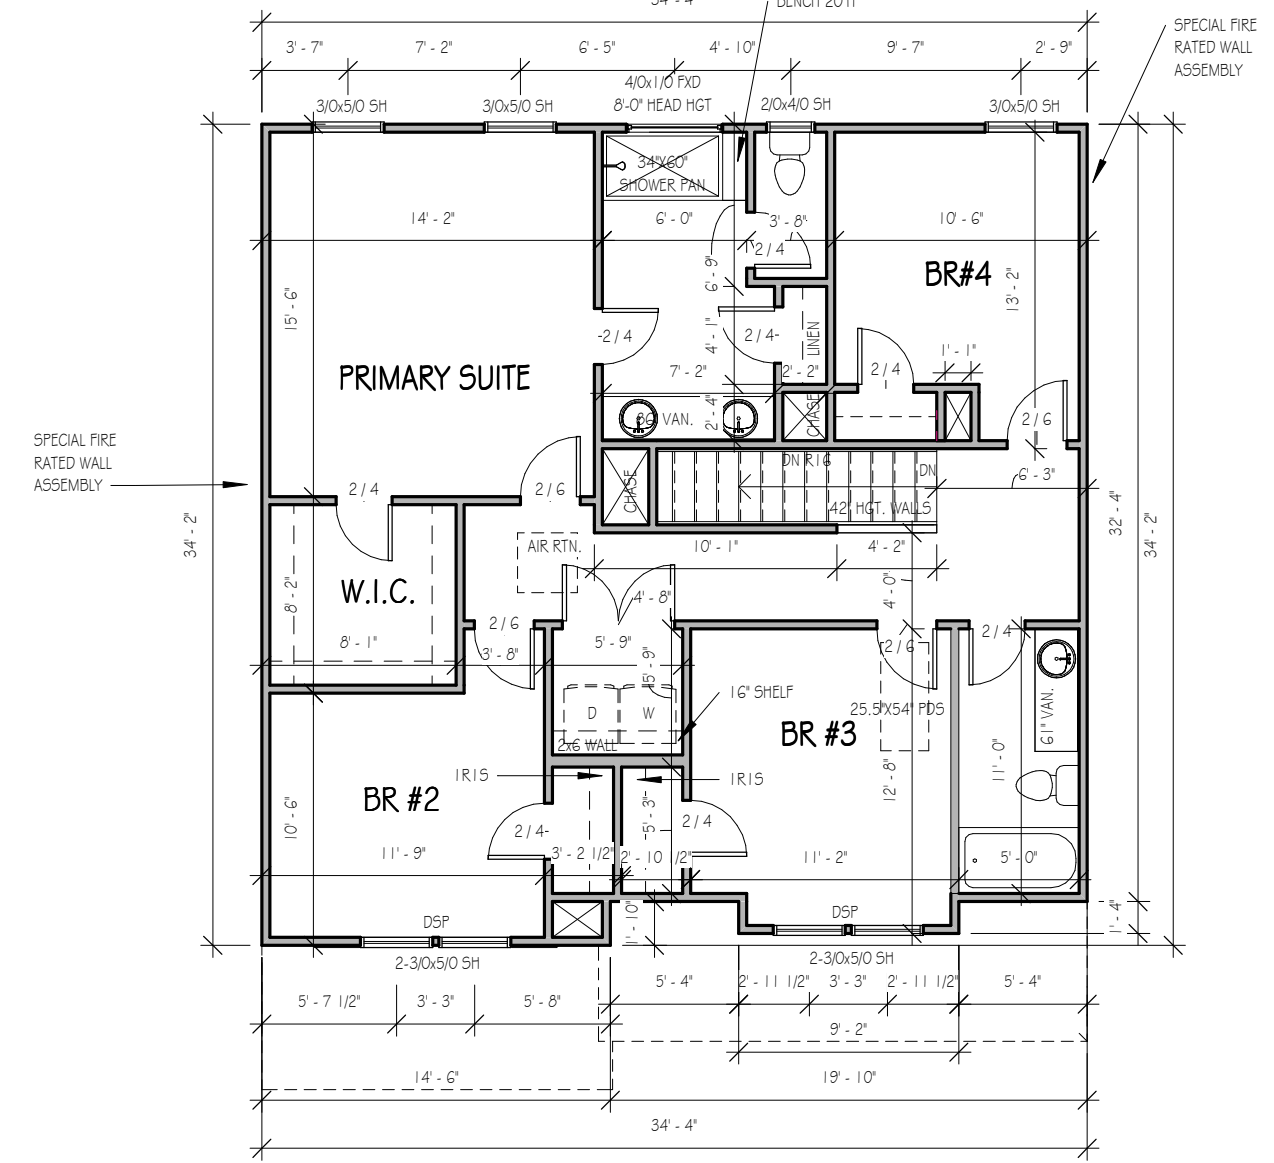 34' - 4"
BENCH 20 H
SPECIAL FIRE
RATED WALL
ASSEMBLY
3' - 7"
7' - 2"
6' - 5"
4' - 10"
9' - 7"
2' - 9"
4/0x1/0 FXD
8'-0" HEAD HGT
3/0x5/0 SH
3/0x5/0 SH
2/0x4/0 SH
3/0x5/0 SH
34"X60"
SHOWER PAN
14' - 2"
6' - 0"
3' - 8"
10' - 6"
2 / 4
BR#4
6' - 9"
13' - 2"
15' - 6"
2 / 4
4' - 1"
2 / 4
LINEN
1' - 1"
PRIMARY SUITE
7' - 2"
2' - 2"
2 / 4
VAN.
2' - 4"
CHASE
2 / 6
SPECIAL FIRE
RATED WALL
ASSEMBLY
DN R16
DN
6' - 3"
2 / 4
2 / 6
CHASE
42" HGT. WALLS
34' - 2"
32' - 4"
34' - 2"
AIR RTN.
10' - 1"
4' - 2"
W.I.C.
8' - 2"
4' - 8"
4' - 0"
2 / 6
2 / 4
8' - 1"
3' - 8"
5' - 9"
5' - 9"
2 / 6
16" SHELF
D
W
25.5"X54" PDS
61" VAN.
BR #3
2x6 WALL
IRIS
IRIS
11' - 0"
12' - 8"
BR #2
10' - 6"
2 / 4
5' - 3"
2 / 4
11' - 9"
3' - 2 1/2"
2' - 10 1/2"
11' - 2"
5' - 0"
DSP
1' - 10"
DSP
1' - 4"
2-3/0x5/0 SH
2-3/0x5/0 SH
5' - 7 1/2"
3' - 3"
5' - 8"
5' - 4"
2' - 11 1/2"
3' - 3"
2' - 11 1/2"
5' - 4"
9' - 2"
14' - 6"
19' - 10"
34' - 4"